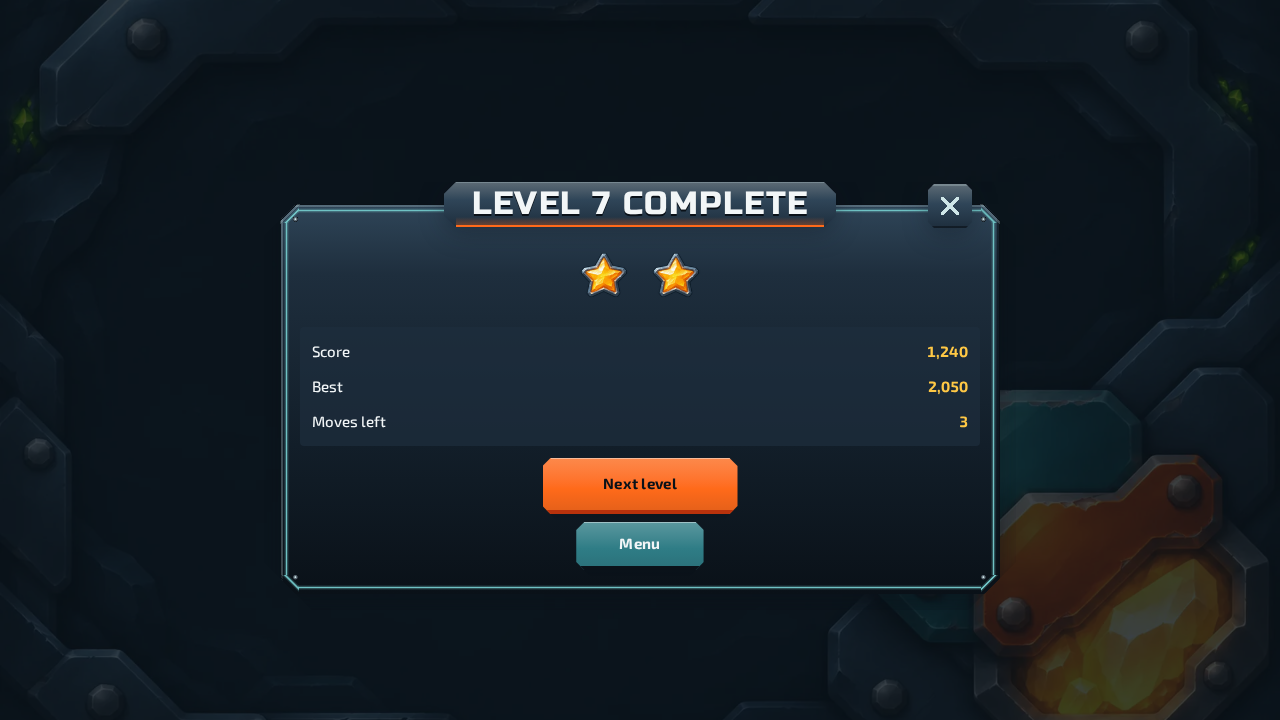 LEVEL 7 COMPLETE
Score 1,240
Best 2,050
Moves left 3
Next level
Menu